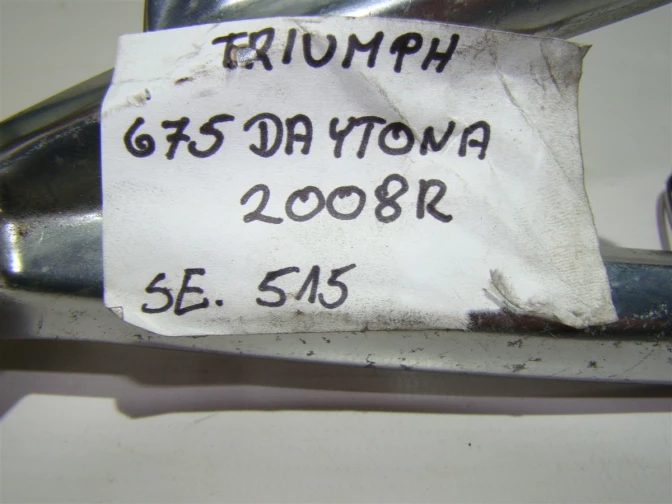 TRIUMPH
675 DAYTONA
2008R
SE. 515